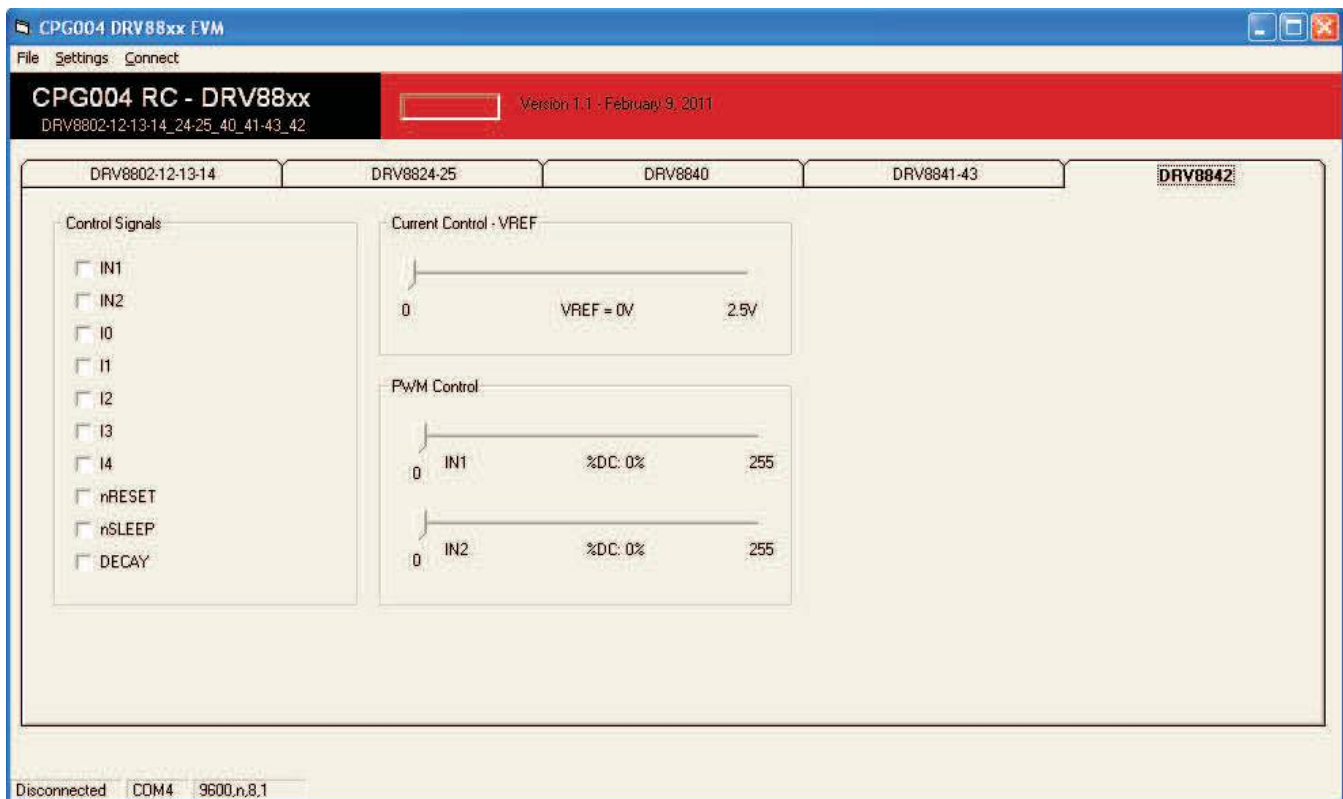 CPG004 DRV88xx EVM
File Settings Connect
CPG004 RC - DRV88xx
DRV8802-12-13-14_24-25_40_41-43_42
Version 1.1 - February 9, 2011
DRV8802-12-13-14 DRV8824-25 DRV8840 DRV8841-43 DRV8842
Control Signals
IN1
IN2
I0
I1
I2
I3
I4
nRESET
nSLEEP
DECAY
Current Control - VREF
0 VREF = 0V 2.5V
PWM Control
0 IN1 %DC: 0% 255
0 IN2 %DC: 0% 255
Disconnected COM4 9600,n,8,1